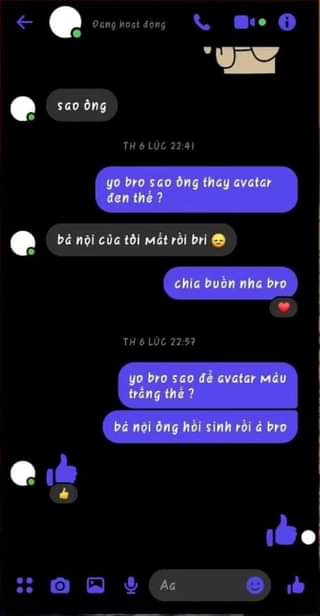 Đang hoạt động
sao ông
TH 6 LÚC 22:41
yo bro sao ông thay avatar
đen thế ?
bà nội của tôi mất rồi bri 😞
chia buồn nha bro
TH 6 LÚC 22:57
yo bro sao để avatar màu
trắng thế ?
bà nội ông hồi sinh rồi à bro
Aa